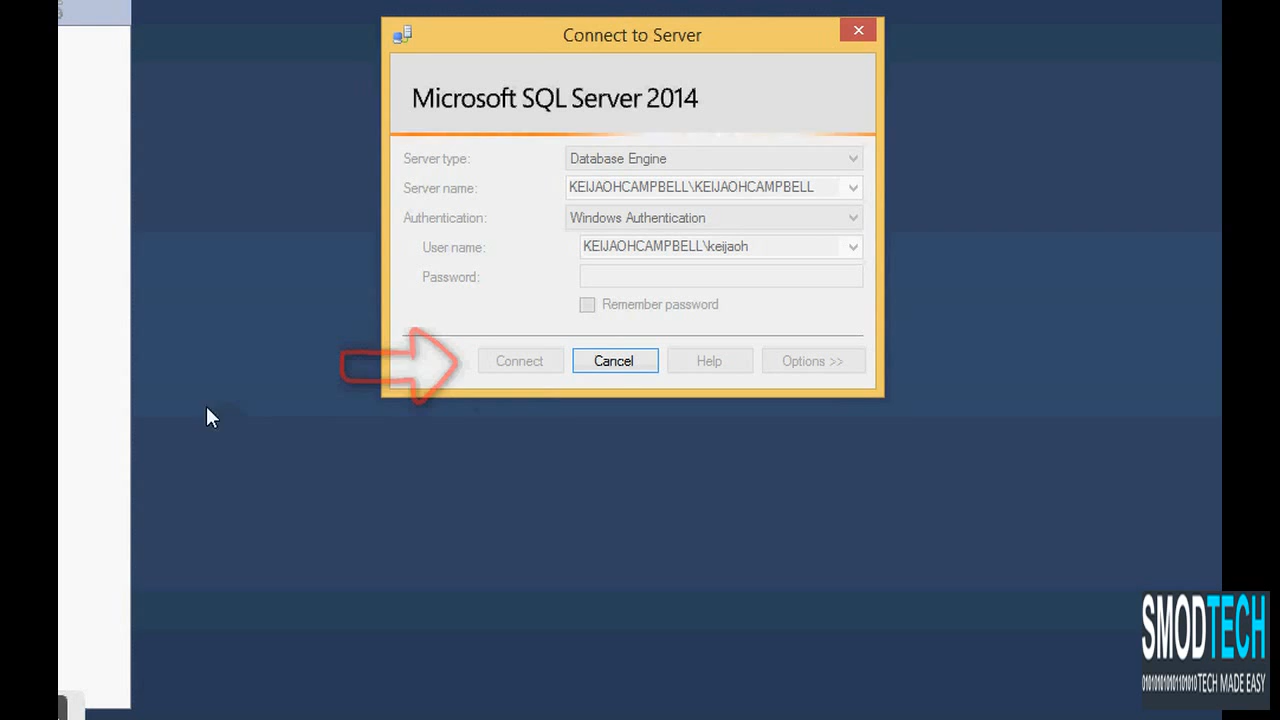 Connect to Server
Microsoft SQL Server 2014
Server type: Database Engine
Server name: KEIJAOHCAMPBELL\KEIJAOHCAMPBELL
Authentication: Windows Authentication
User name: KEIJAOHCAMPBELL\keijaoh
Password:
Remember password
Connect Cancel Help Options >>
SMODTECH
TECH MADE EASY